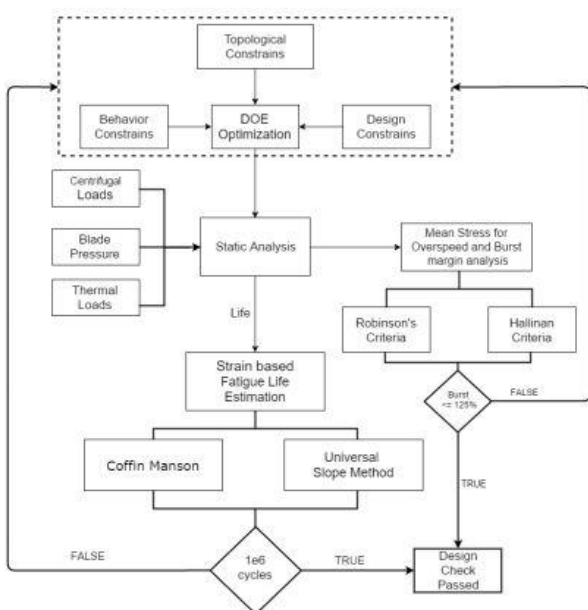 Topological
Constrains
Behavior
Constrains
DOE
Optimization
Design
Constrains
Centrifugal
Loads
Blade
Pressure
Thermal
Loads
Static Analysis
Mean Stress for
Overspeed and Burst
margin analysis
Robinson's
Criteria
Hallinan
Criteria
Life
Burst
<= 125%
FALSE
Strain based
Fatigue Life
Estimation
Coffin Manson
Universal
Slope Method
TRUE
FALSE
1e6
cycles
TRUE
Design
Check
Passed